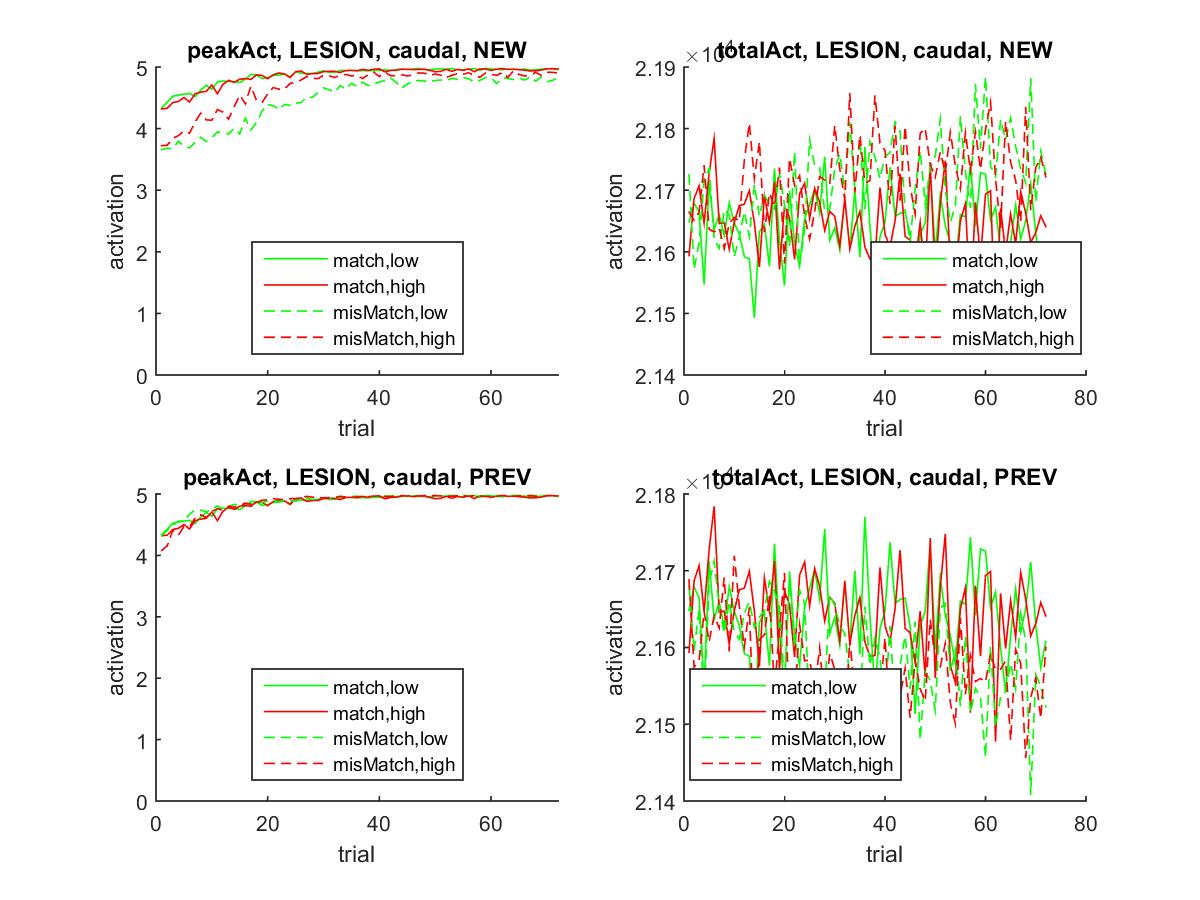 peakAct, LESION, caudal, NEW
5
4
3
2
1
0
activation
match,low
match,high
misMatch,low
misMatch,high
0 20 40 60
trial
×10⁴
totalAct, LESION, caudal, NEW
2.19
2.18
2.17
2.16
2.15
2.14
activation
match,low
match,high
misMatch,low
misMatch,high
0 20 40 60 80
trial
peakAct, LESION, caudal, PREV
5
4
3
2
1
0
activation
match,low
match,high
misMatch,low
misMatch,high
0 20 40 60
trial
×10⁴
totalAct, LESION, caudal, PREV
2.18
2.17
2.16
2.15
2.14
activation
match,low
match,high
misMatch,low
misMatch,high
0 20 40 60 80
trial